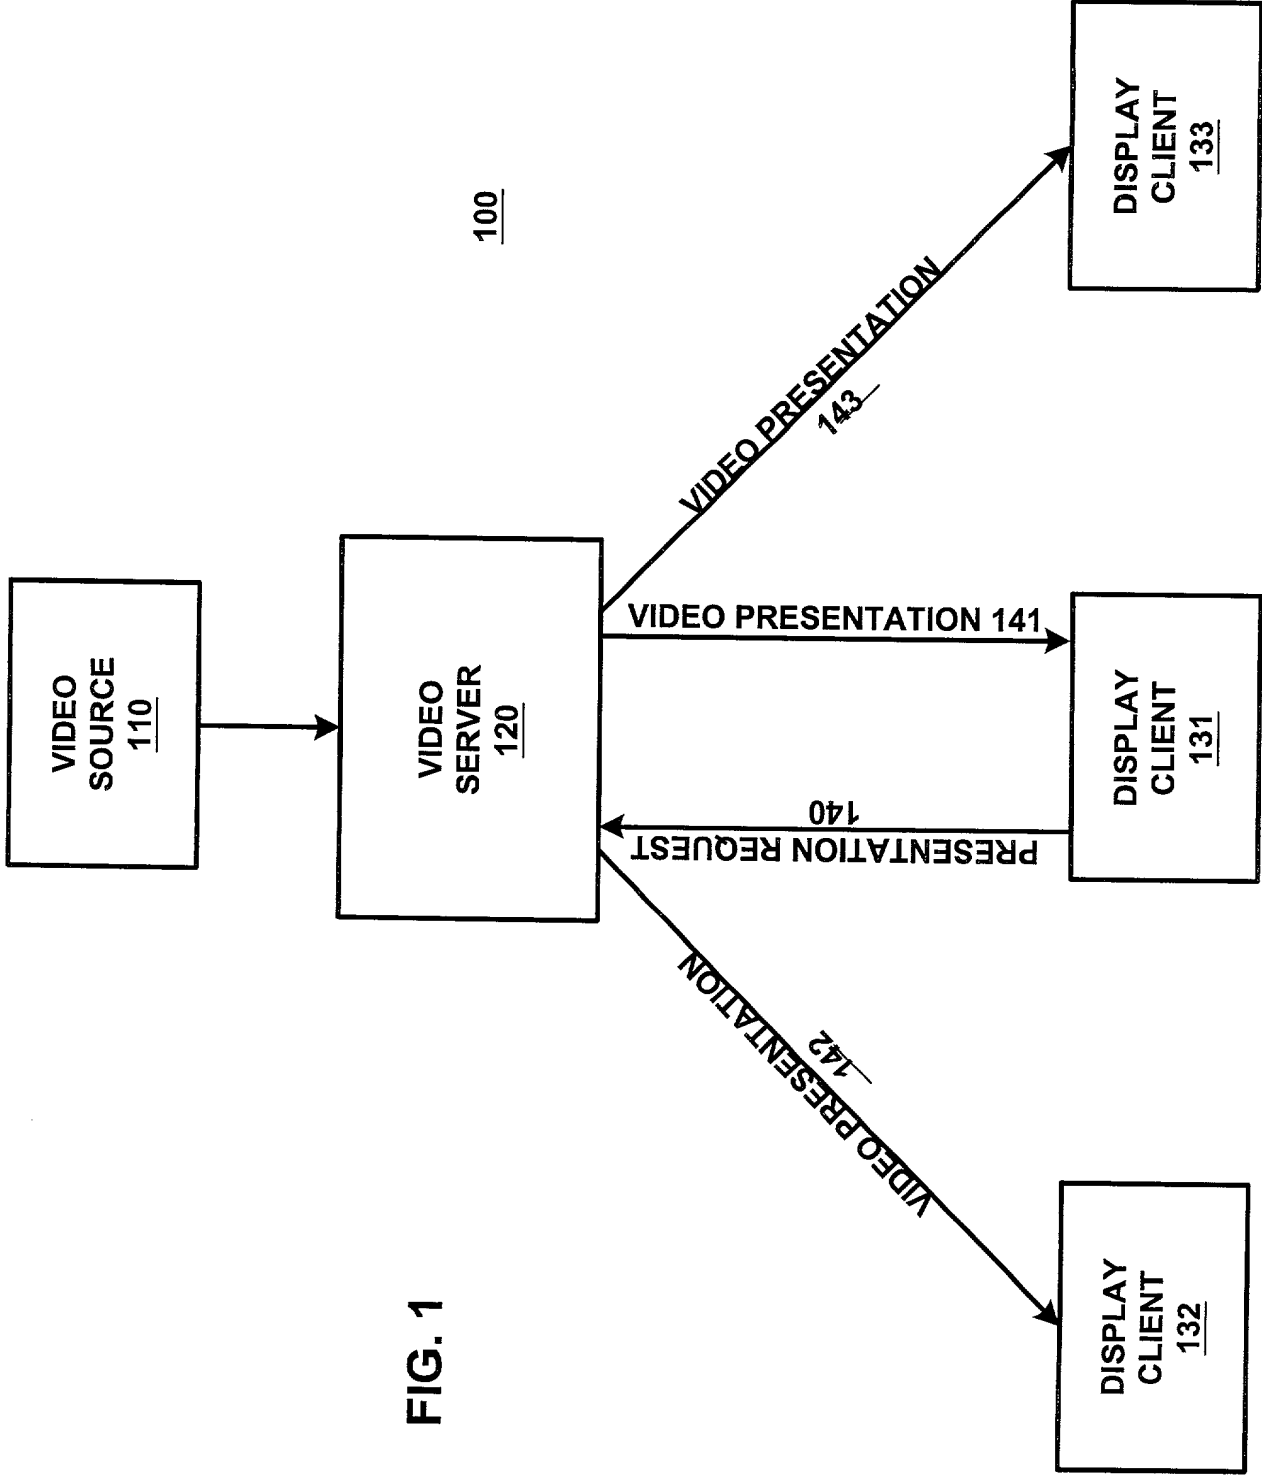 FIG. 1
100
VIDEO
SOURCE
110
VIDEO
SERVER
120
VIDEO PRESENTATION
142
PRESENTATION REQUEST
140
VIDEO PRESENTATION 141
VIDEO PRESENTATION
143
DISPLAY
CLIENT
132
DISPLAY
CLIENT
131
DISPLAY
CLIENT
133